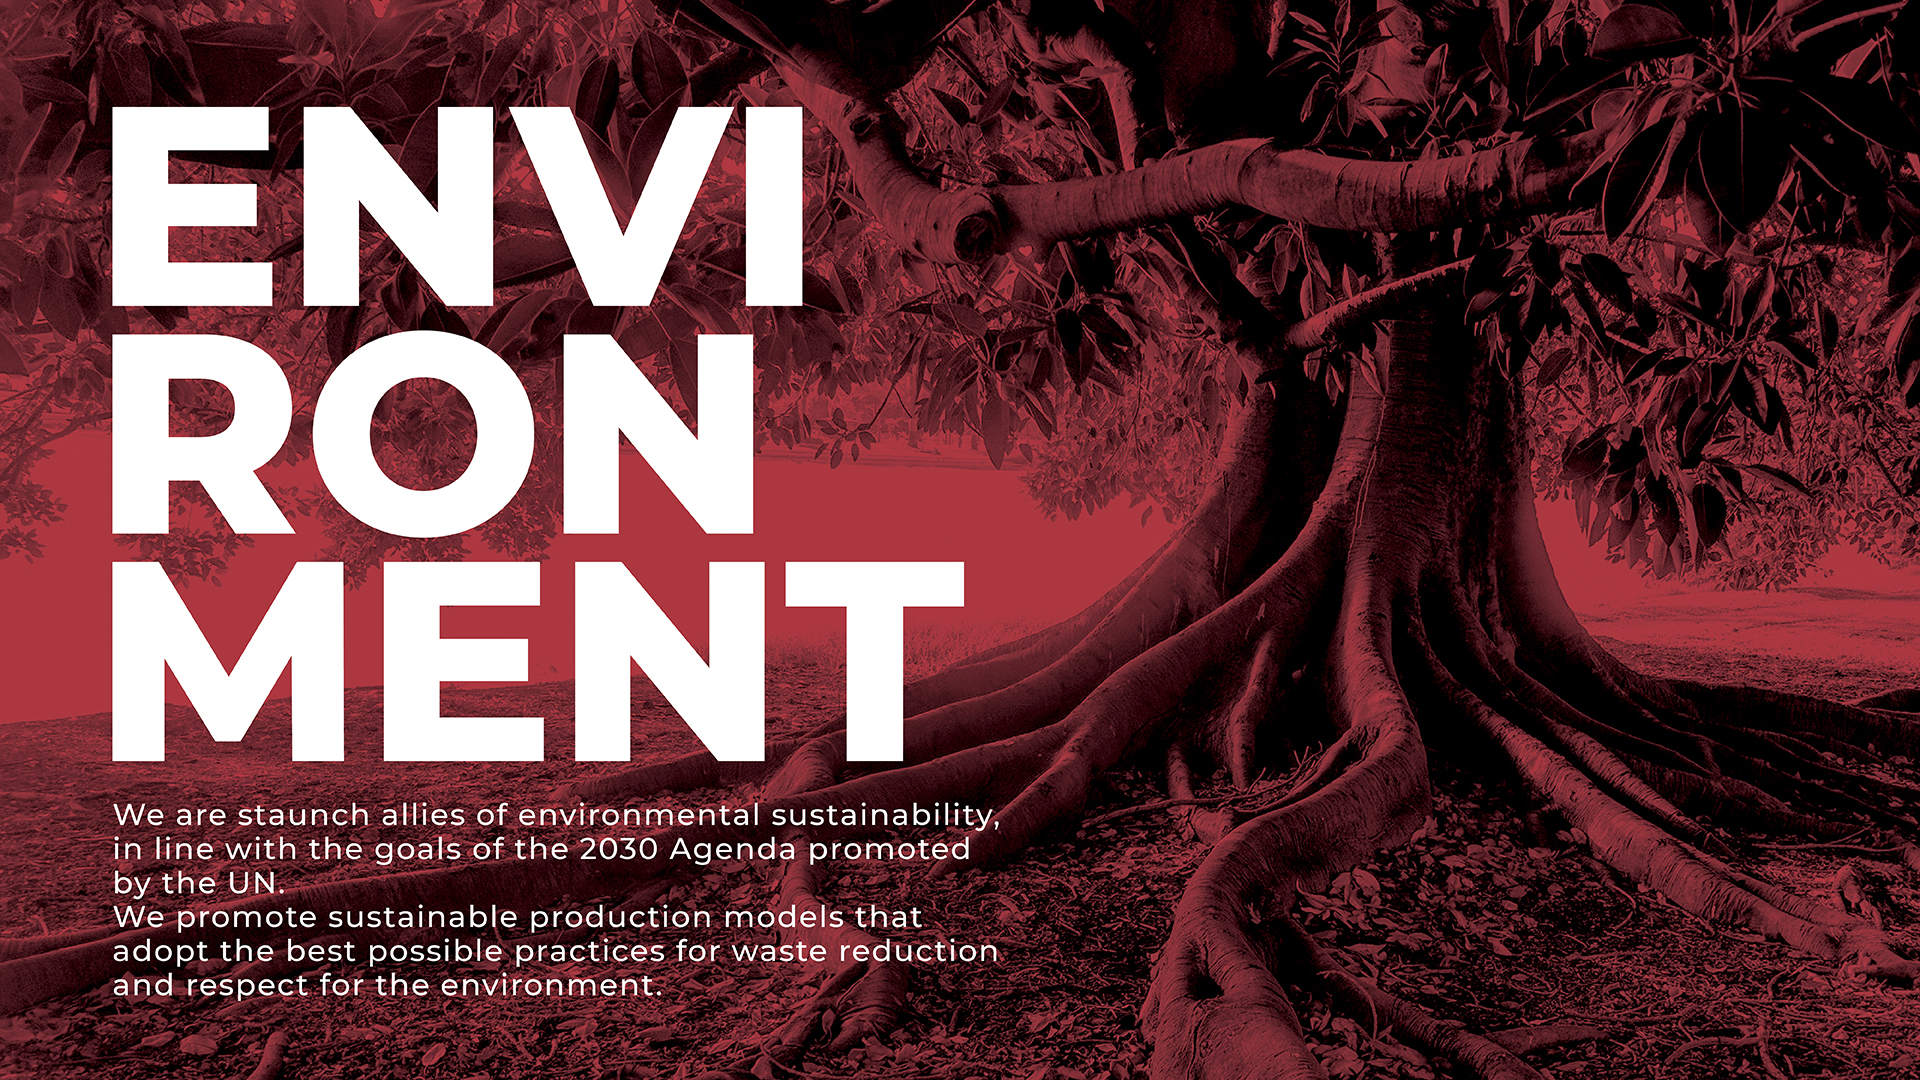 ENVI
RON
MENT
We are staunch allies of environmental sustainability,
in line with the goals of the 2030 Agenda promoted
by the UN.
We promote sustainable production models that
adopt the best possible practices for waste reduction
and respect for the environment.